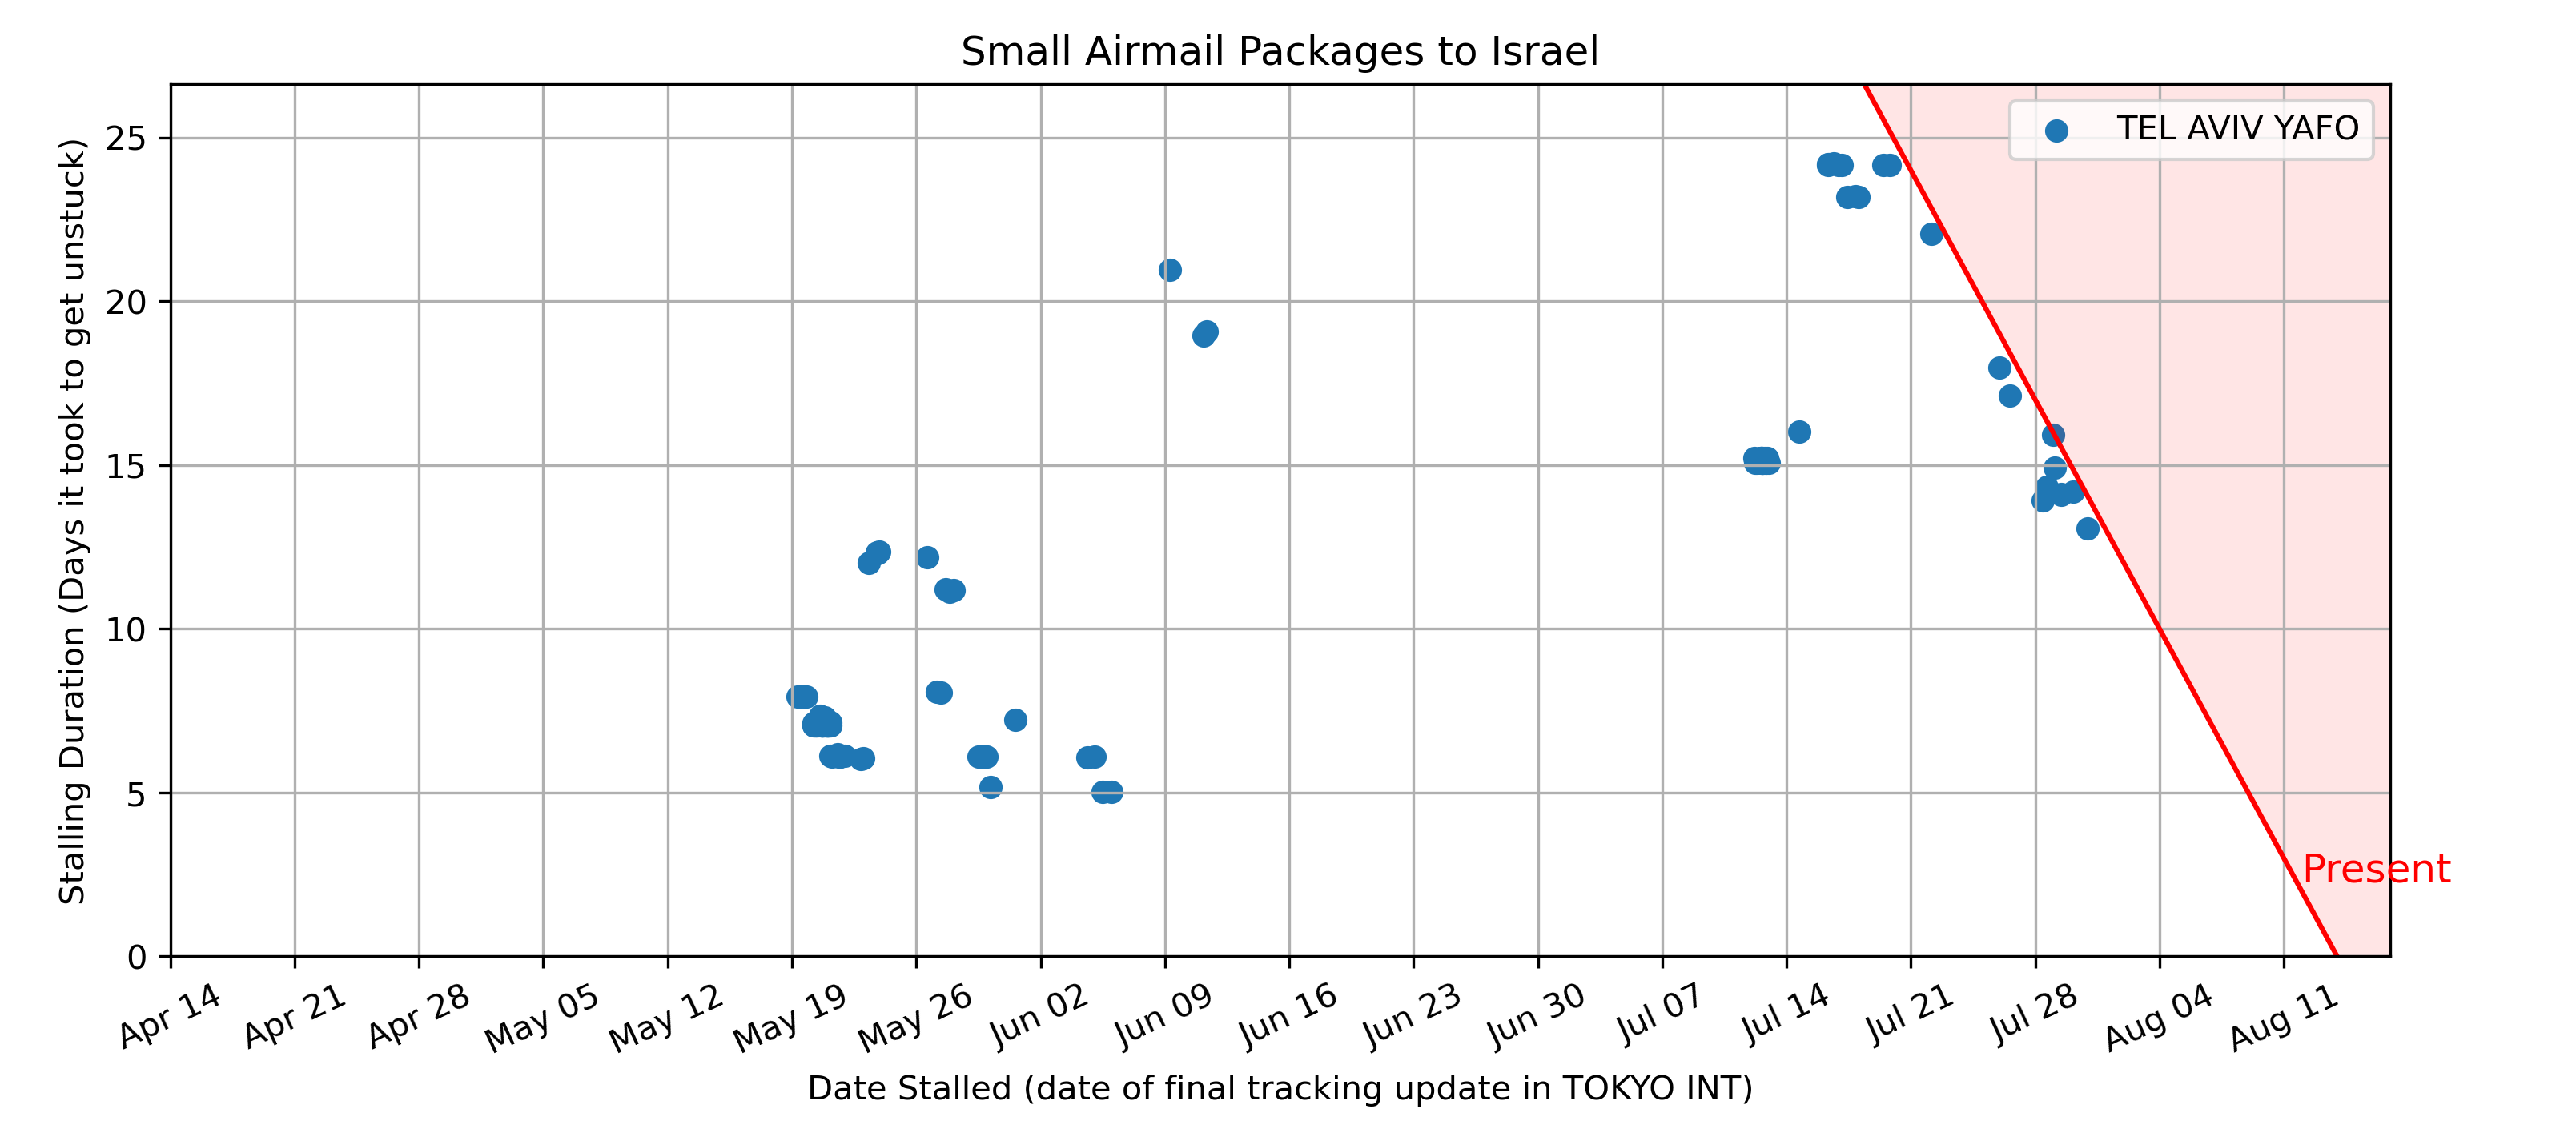 Small Airmail Packages to Israel
TEL AVIV YAFO
Stalling Duration (Days it took to get unstuck)
25
20
15
10
5
0
Present
Apr 14
Apr 21
Apr 28
May 05
May 12
May 19
May 26
Jun 02
Jun 09
Jun 16
Jun 23
Jun 30
Jul 07
Jul 14
Jul 21
Jul 28
Aug 04
Aug 11
Date Stalled (date of final tracking update in TOKYO INT)